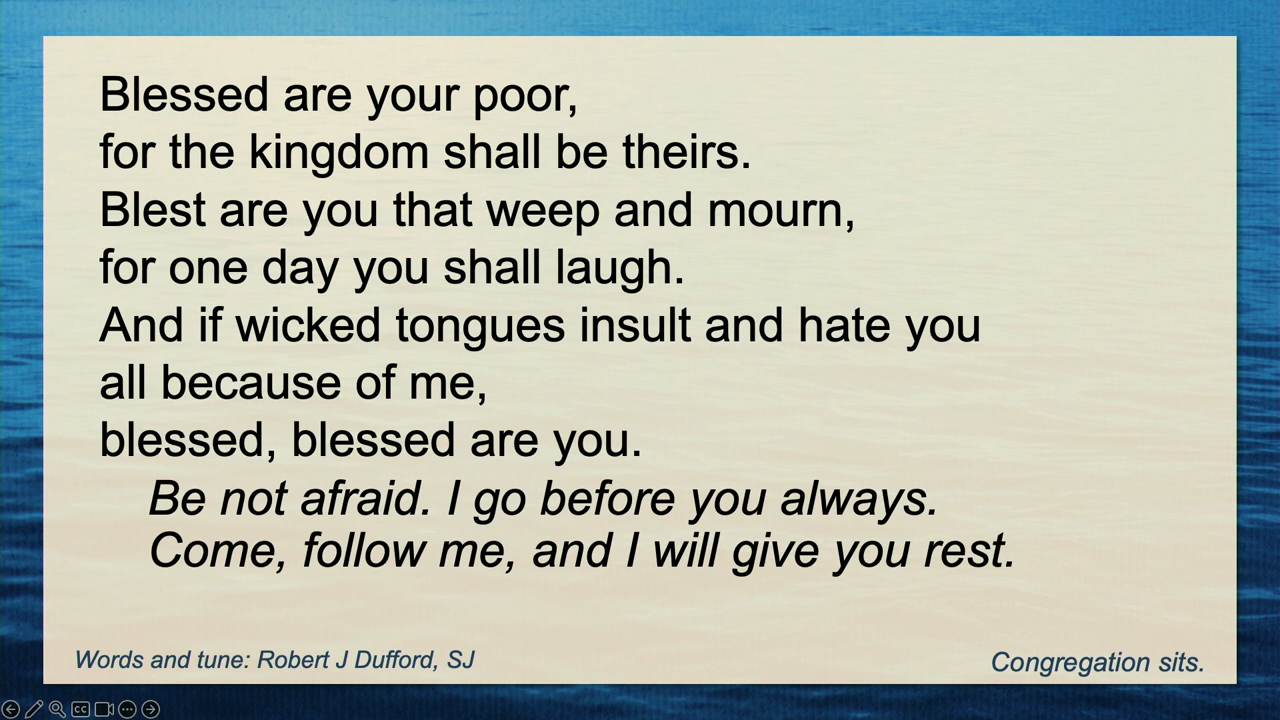 Blessed are your poor,
for the kingdom shall be theirs.
Blest are you that weep and mourn,
for one day you shall laugh.
And if wicked tongues insult and hate you
all because of me,
blessed, blessed are you.
Be not afraid. I go before you always.
Come, follow me, and I will give you rest.
Words and tune: Robert J Dufford, SJ
Congregation sits.
CC